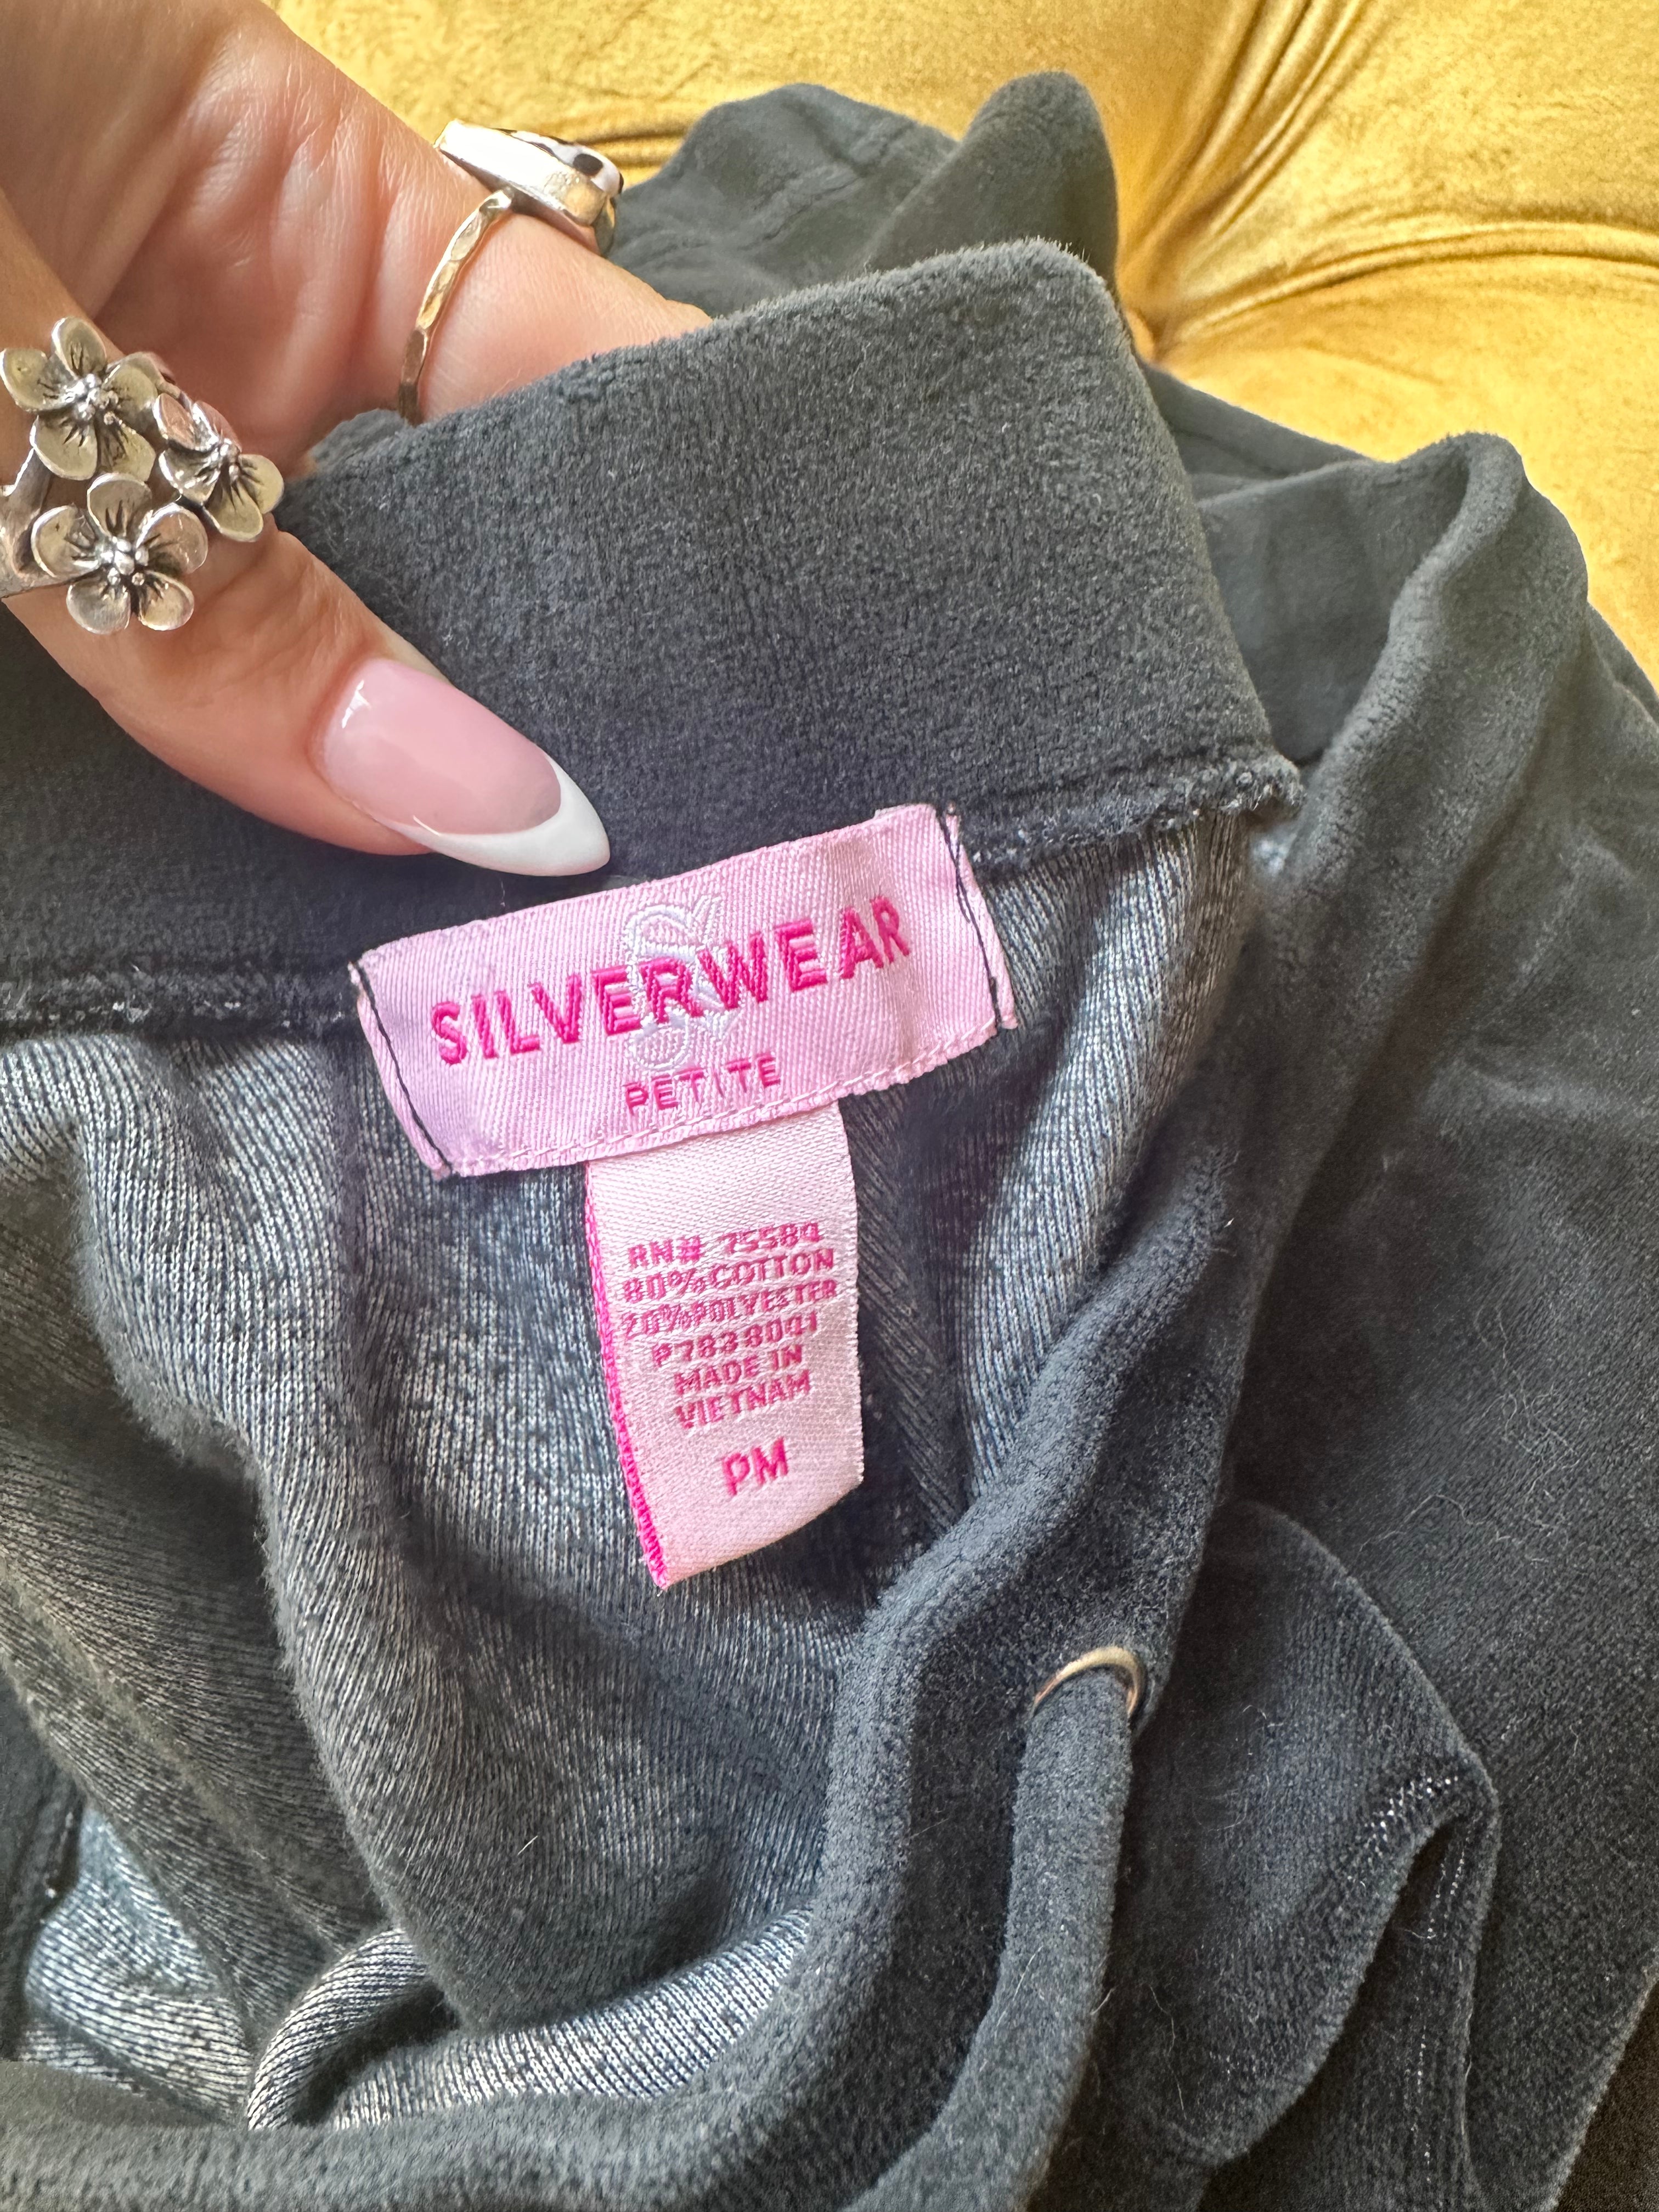 SILVERWEAR
PETITE
RN# 75584
80%COTTON
20%POLYESTER
P7838041
MADE IN
VIETNAM
PM